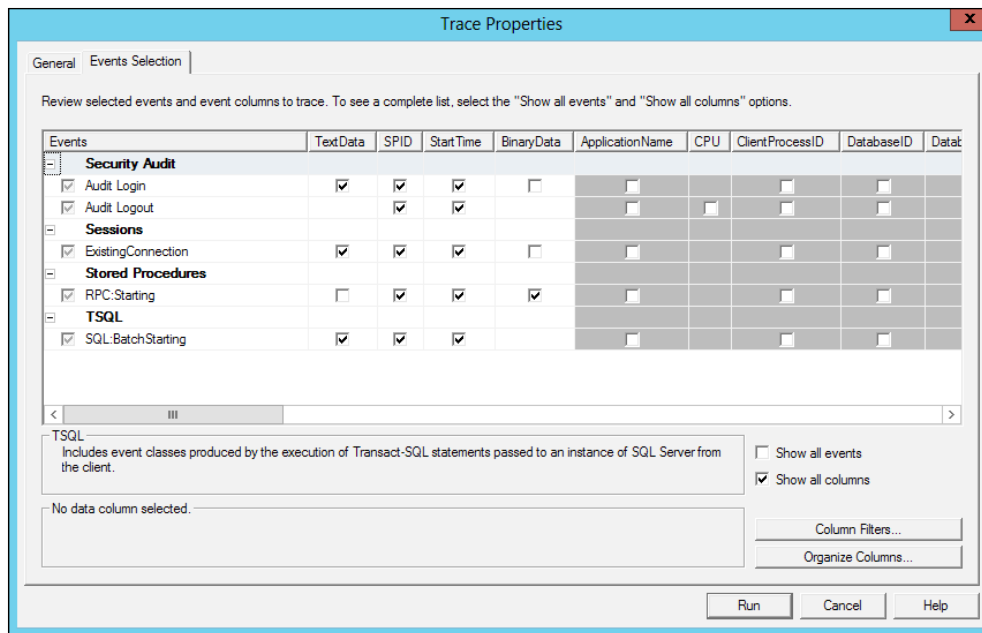 Trace Properties
x
General Events Selection
Review selected events and event columns to trace. To see a complete list, select the "Show all events" and "Show all columns" options.
Events TextData SPID StartTime BinaryData ApplicationName CPU ClientProcessID DatabaseID Datab
Security Audit
Audit Login
Audit Logout
Sessions
ExistingConnection
Stored Procedures
RPC:Starting
TSQL
SQL:BatchStarting
TSQL
Includes event classes produced by the execution of Transact-SQL statements passed to an instance of SQL Server from
the client.
Show all events
Show all columns
No data column selected.
Column Filters...
Organize Columns...
Run Cancel Help